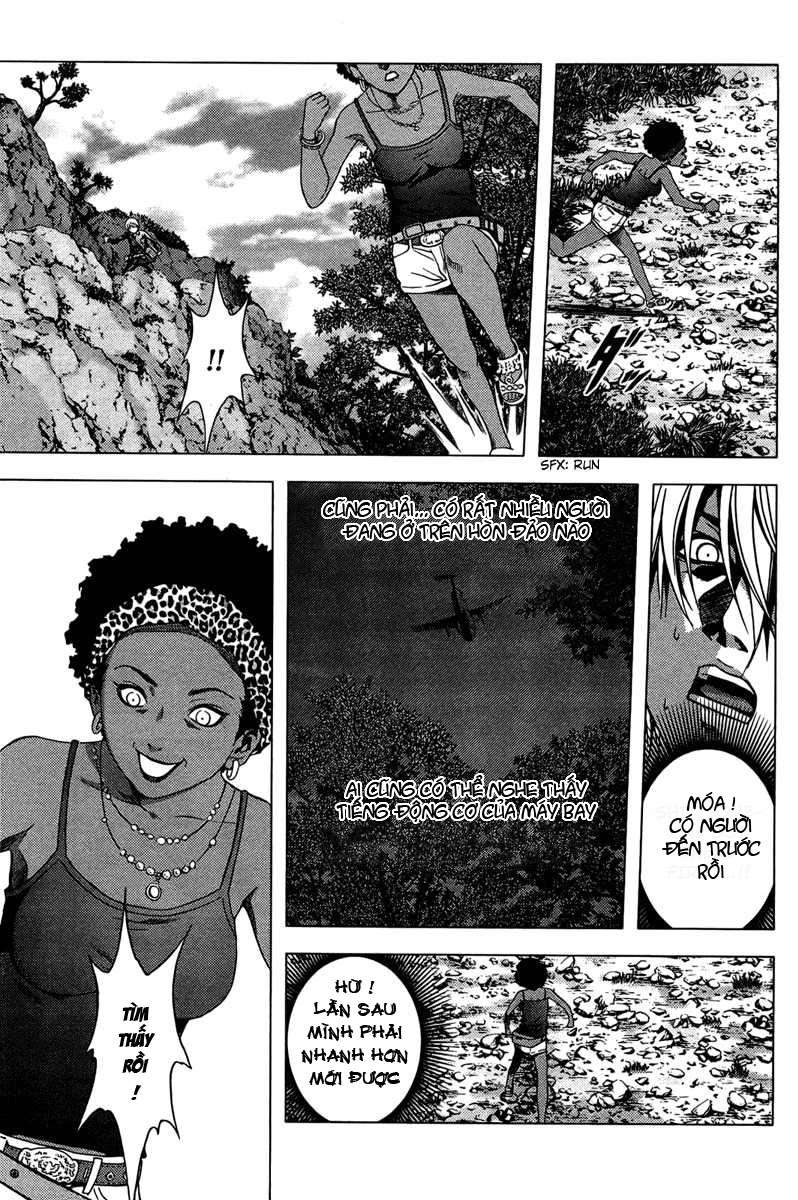 SFX: RUN
!!
MÓA !
CÓ NGƯỜI
ĐẾN TRƯỚC
RỒI
CŨNG PHẢI... CÓ RẤT NHIỀU NGƯỜI
ĐANG Ở TRÊN HÒN ĐẢO NÀO
AI CŨNG CÓ THỂ NGHE THẤY
TIẾNG ĐỘNG CƠ CỦA MÁY BAY
HỪ !
LẦN SAU
MÌNH PHẢI
NHANH HƠN
MỚI ĐƯỢC
TÌM
THẤY
RỒI
!